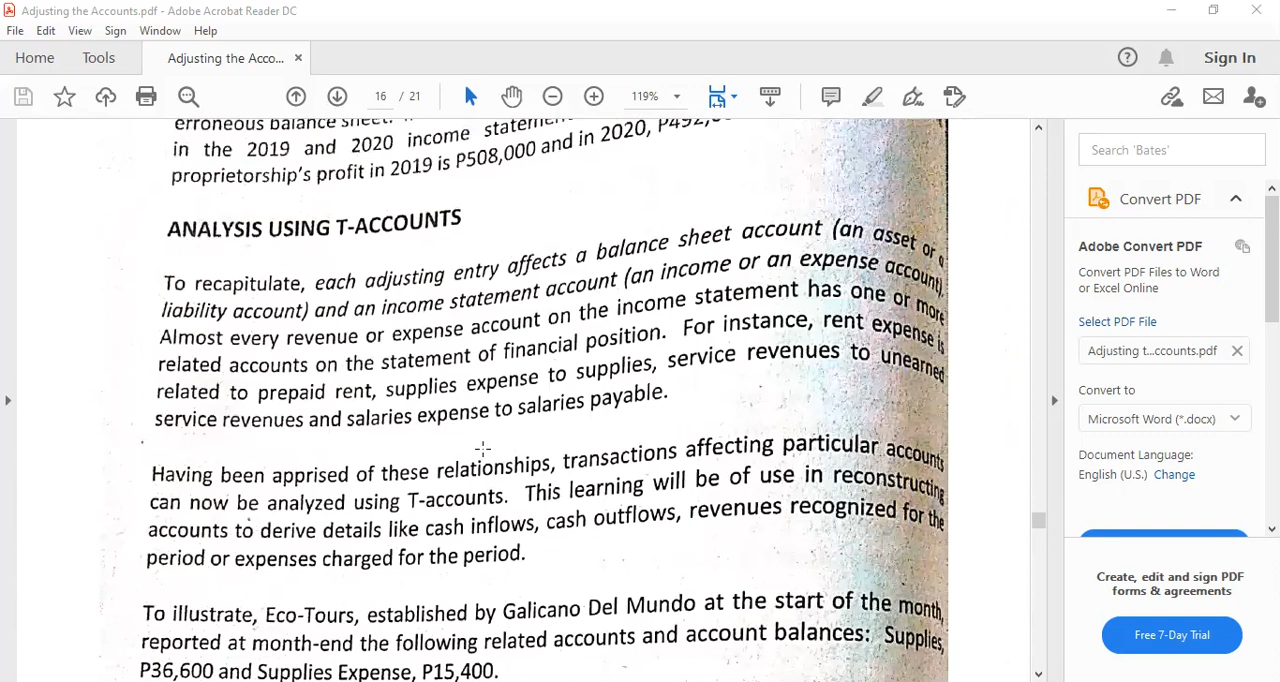 Adjusting the Accounts.pdf - Adobe Acrobat Reader DC
File Edit View Sign Window Help
Home Tools Adjusting the Acco... × Sign In
16 / 21 119%
erroneous balance sheet.
in the 2019 and 2020 income statement
proprietorship's profit in 2019 is P508,000 and in 2020,
ANALYSIS USING T-ACCOUNTS
To recapitulate, each adjusting entry affects a balance sheet account (an asset or a
liability account) and an income statement account (an income or an expense account).
Almost every revenue or expense account on the income statement has one or more
related accounts on the statement of financial position. For instance, rent expense is
related to prepaid rent, supplies expense to supplies, service revenues to unearned
service revenues and salaries expense to salaries payable.
Having been apprised of these relationships, transactions affecting particular accounts
can now be analyzed using T-accounts. This learning will be of use in reconstructing
accounts to derive details like cash inflows, cash outflows, revenues recognized for the
period or expenses charged for the period.
To illustrate, Eco-Tours, established by Galicano Del Mundo at the start of the month,
reported at month-end the following related accounts and account balances: Supplies,
P36,600 and Supplies Expense, P15,400.
Search 'Bates'
Convert PDF
Adobe Convert PDF
Convert PDF Files to Word
or Excel Online
Select PDF File
Adjusting t...ccounts.pdf
Convert to
Microsoft Word (*.docx)
Document Language:
English (U.S.) Change
Create, edit and sign PDF
forms & agreements
Free 7-Day Trial